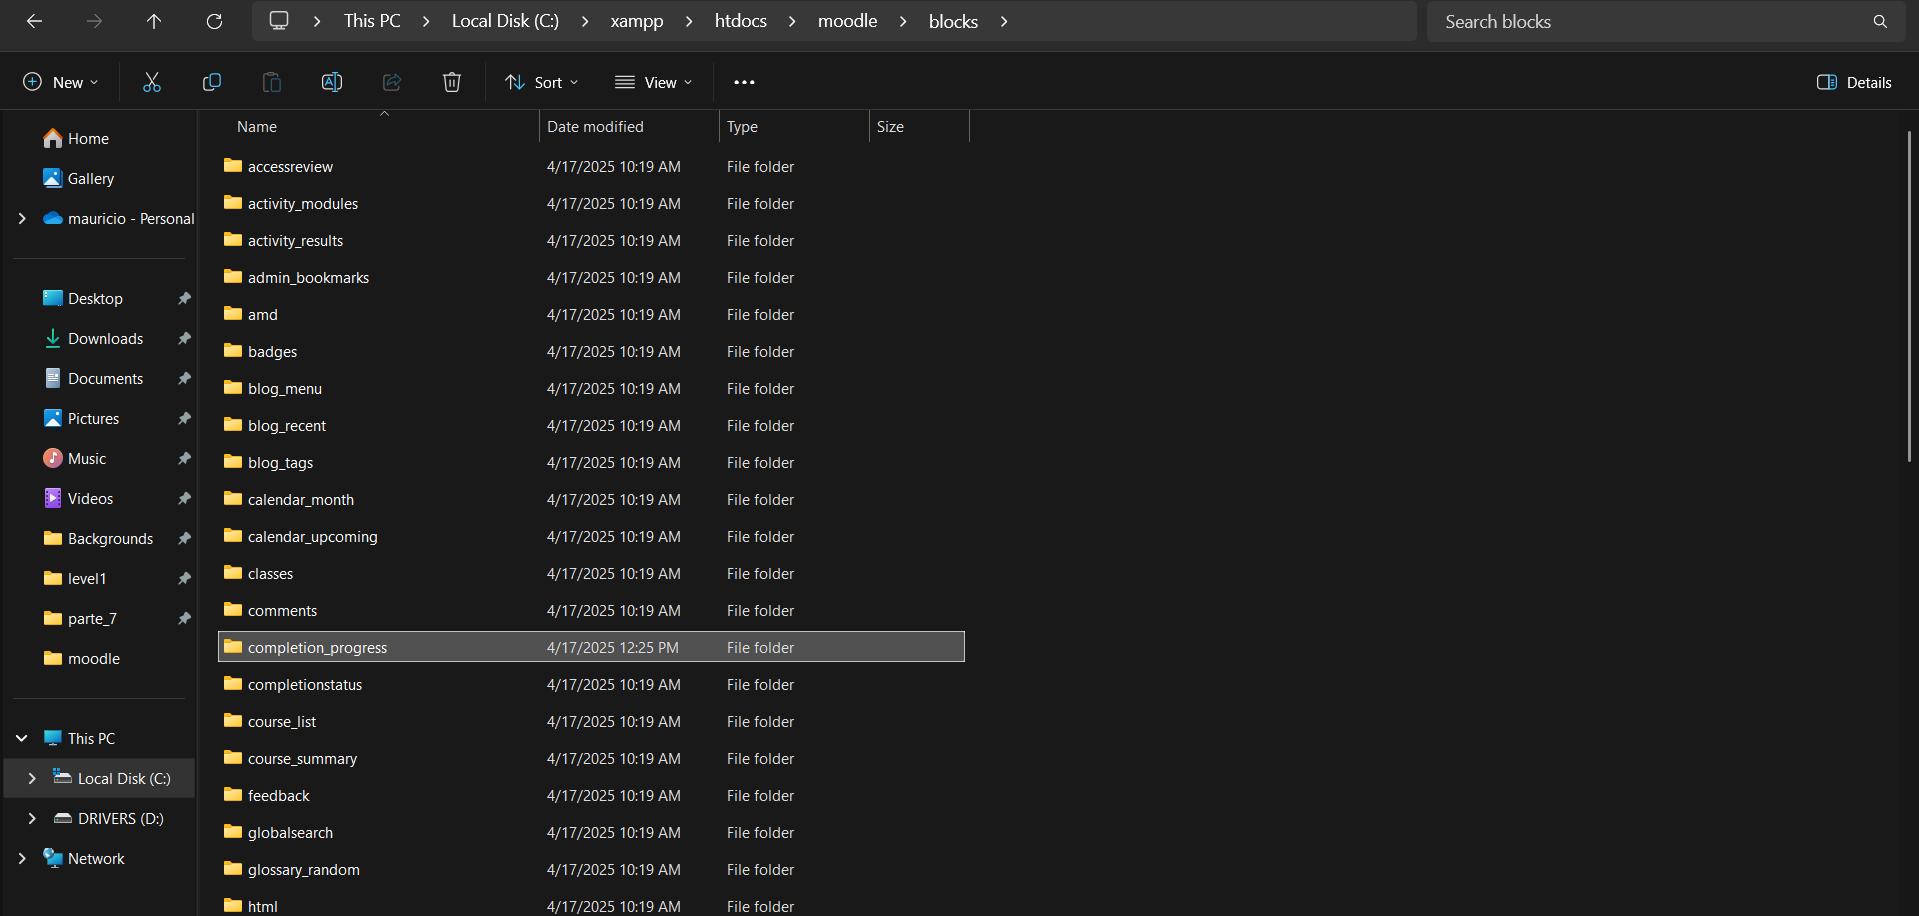 This PC > Local Disk (C:) > xampp > htdocs > moodle > blocks >
Search blocks
New
Sort
View
Details
Home
Gallery
mauricio - Personal
Desktop
Downloads
Documents
Pictures
Music
Videos
Backgrounds
level1
parte_7
moodle
This PC
Local Disk (C:)
DRIVERS (D:)
Network
Name Date modified Type Size
accessreview 4/17/2025 10:19 AM File folder
activity_modules 4/17/2025 10:19 AM File folder
activity_results 4/17/2025 10:19 AM File folder
admin_bookmarks 4/17/2025 10:19 AM File folder
amd 4/17/2025 10:19 AM File folder
badges 4/17/2025 10:19 AM File folder
blog_menu 4/17/2025 10:19 AM File folder
blog_recent 4/17/2025 10:19 AM File folder
blog_tags 4/17/2025 10:19 AM File folder
calendar_month 4/17/2025 10:19 AM File folder
calendar_upcoming 4/17/2025 10:19 AM File folder
classes 4/17/2025 10:19 AM File folder
comments 4/17/2025 10:19 AM File folder
completion_progress 4/17/2025 12:25 PM File folder
completionstatus 4/17/2025 10:19 AM File folder
course_list 4/17/2025 10:19 AM File folder
course_summary 4/17/2025 10:19 AM File folder
feedback 4/17/2025 10:19 AM File folder
globalsearch 4/17/2025 10:19 AM File folder
glossary_random 4/17/2025 10:19 AM File folder
html 4/17/2025 10:19 AM File folder